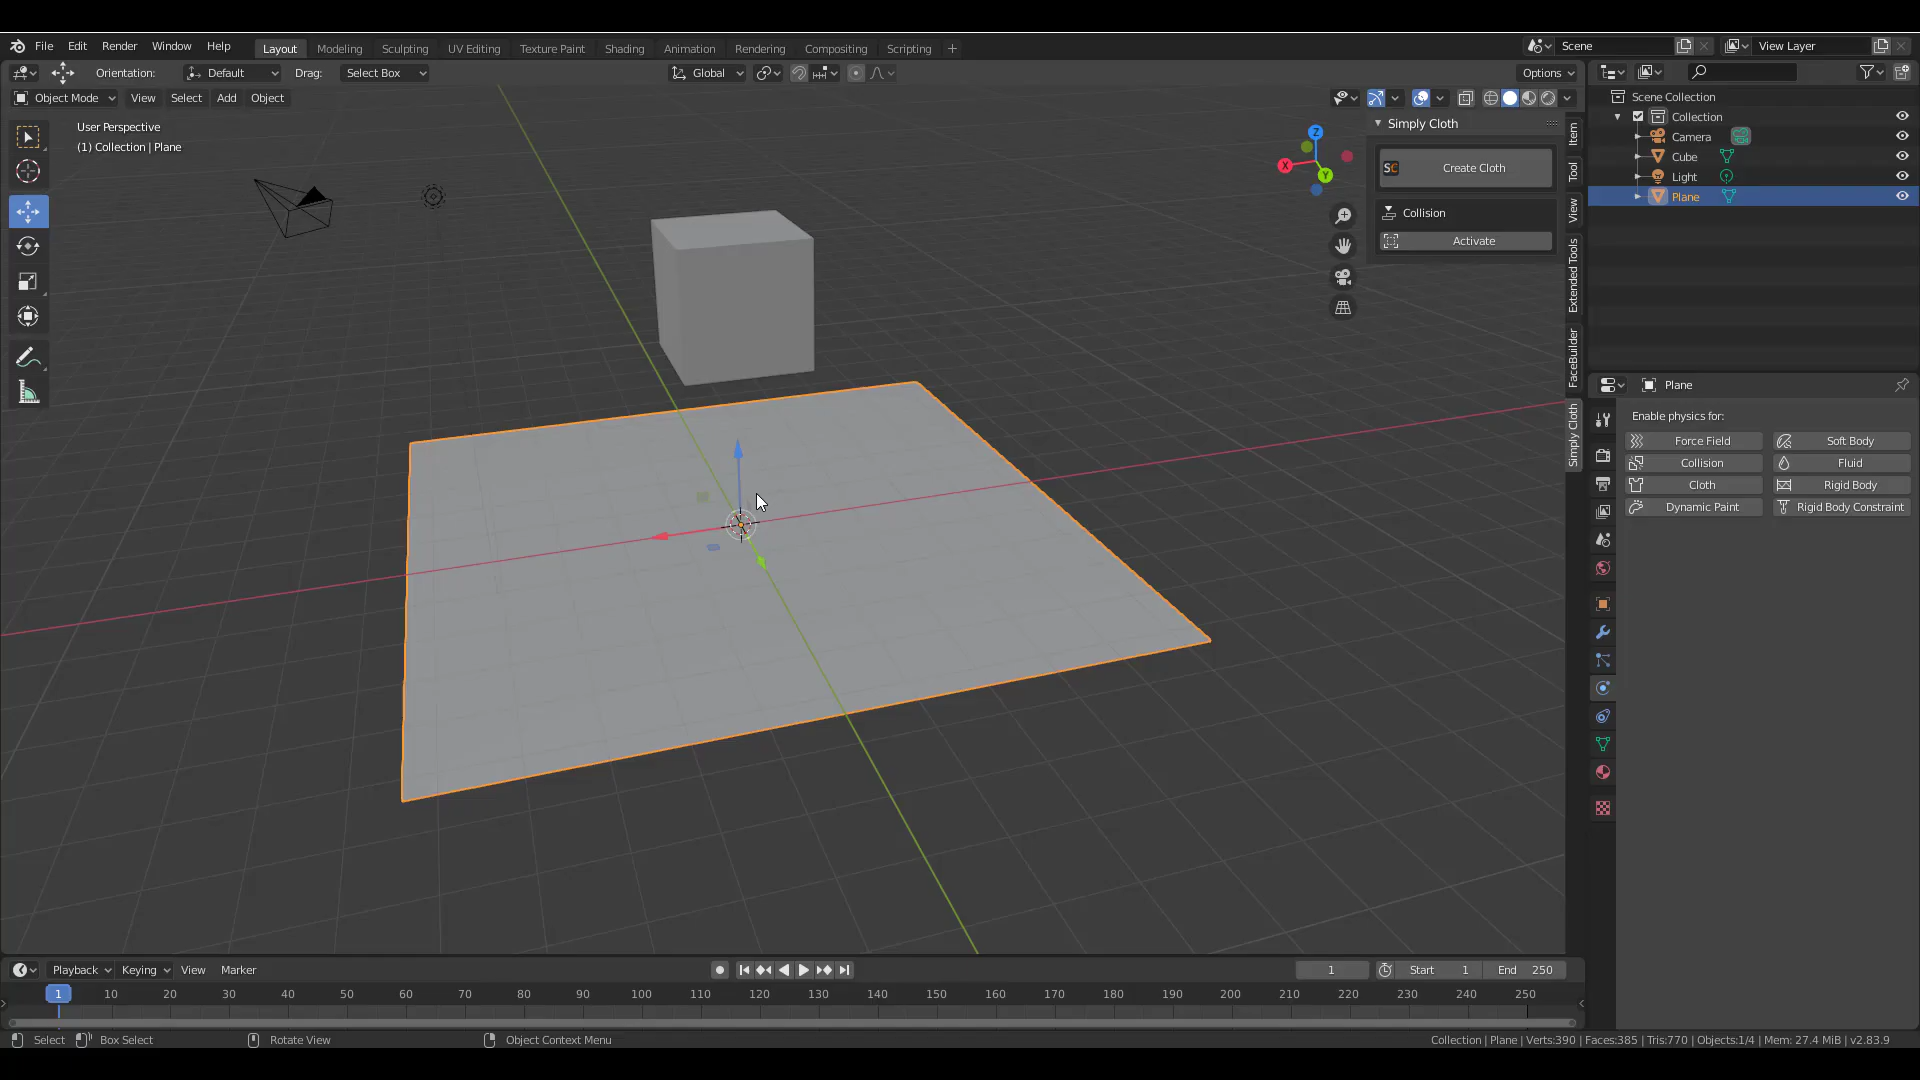 File Edit Render Window Help Layout Modeling Sculpting UV Editing Texture Paint Shading Animation Rendering Compositing Scripting + Scene View Layer
Orientation: Default Drag: Select Box Global Options
Object Mode View Select Add Object
User Perspective
(1) Collection | Plane
Simply Cloth
SC Create Cloth
Collision
Activate
Z
X
Y
Item
Tool
View
Extended Tools
FaceBuilder
Simply Cloth
Scene Collection
Collection
Camera
Cube
Light
Plane
Plane
Enable physics for:
Force Field Soft Body
Collision Fluid
Cloth Rigid Body
Dynamic Paint Rigid Body Constraint
Playback Keying View Marker 1 Start 1 End 250
1 10 20 30 40 50 60 70 80 90 100 110 120 130 140 150 160 170 180 190 200 210 220 230 240 250
Select Box Select Rotate View Object Context Menu Collection | Plane | Verts:390 | Faces:385 | Tris:770 | Objects:1/4 | Mem: 27.4 MiB | v2.83.9